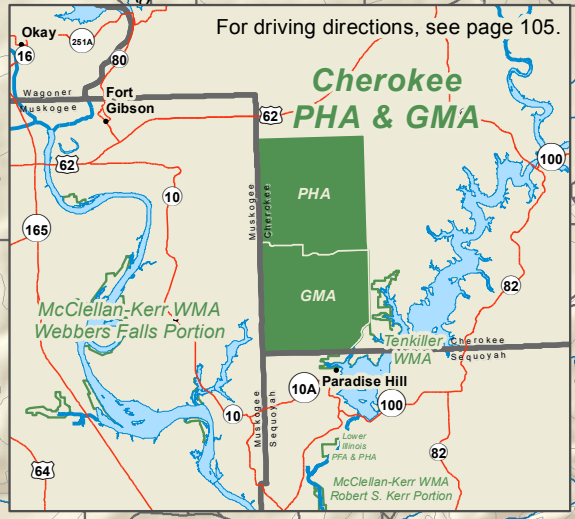 For driving directions, see page 105.
Okay
251A
16
80
Wagoner
Muskogee
Fort
Gibson
62
Cherokee
PHA & GMA
100
62
10
165
Muskogee
Cherokee
PHA
GMA
82
McClellan-Kerr WMA
Webbers Falls Portion
Tenkiller
WMA
Cherokee
Sequoyah
Paradise Hill
10A
100
10
Muskogee
Sequoyah
Lower
Illinois
PFA & PHA
82
64
McClellan-Kerr WMA
Robert S. Kerr Portion